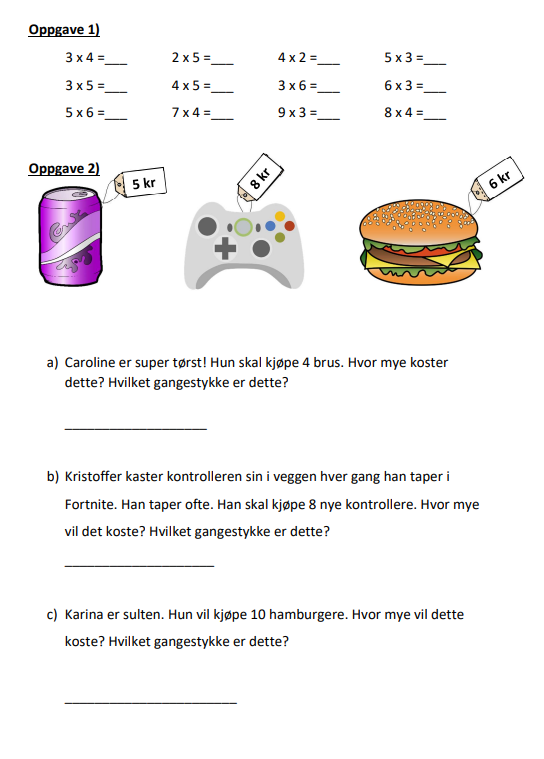 Oppgave 1)
3 x 4 =___ 2 x 5 =___ 4 x 2 =___ 5 x 3 =___
3 x 5 =___ 4 x 5 =___ 3 x 6 =___ 6 x 3 =___
5 x 6 =___ 7 x 4 =___ 9 x 3 =___ 8 x 4 =___
Oppgave 2)
5 kr
8 kr
6 kr
a) Caroline er super tørst! Hun skal kjøpe 4 brus. Hvor mye koster
dette? Hvilket gangestykke er dette?
___________________
b) Kristoffer kaster kontrolleren sin i veggen hver gang han taper i
Fortnite. Han taper ofte. Han skal kjøpe 8 nye kontrollere. Hvor mye
vil det koste? Hvilket gangestykke er dette?
____________________
c) Karina er sulten. Hun vil kjøpe 10 hamburgere. Hvor mye vil dette
koste? Hvilket gangestykke er dette?
_______________________